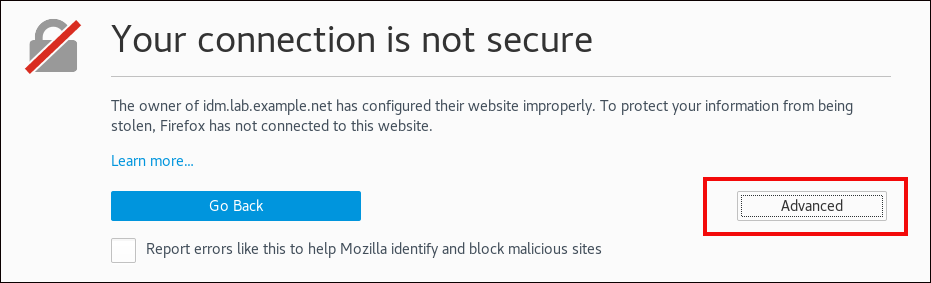 Your connection is not secure
The owner of idm.lab.example.net has configured their website improperly. To protect your information from being
stolen, Firefox has not connected to this website.
Learn more...
Go Back
Advanced
Report errors like this to help Mozilla identify and block malicious sites